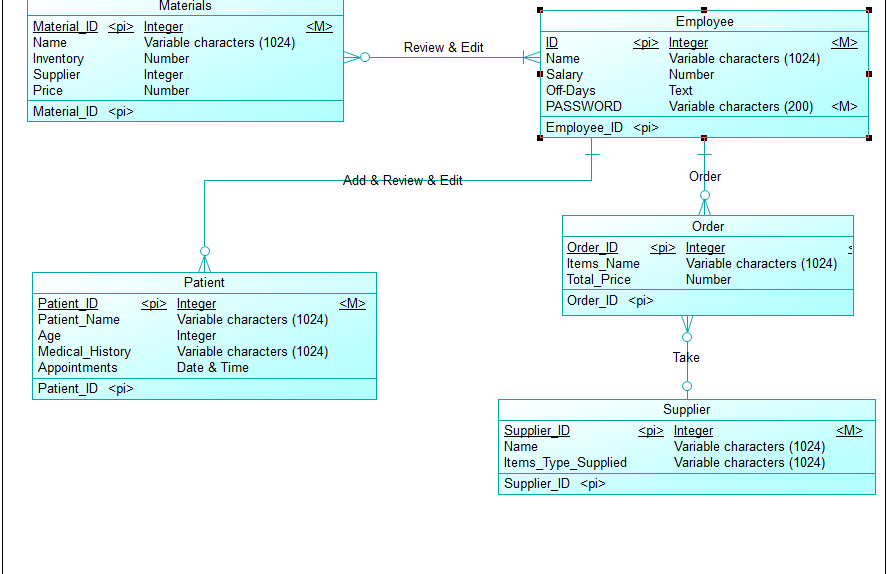 Materials
Material_ID <pi> Integer <M>
Name Variable characters (1024)
Inventory Number
Supplier Integer
Price Number
Material_ID <pi>
Review & Edit
Employee
ID <pi> Integer <M>
Name Variable characters (1024)
Salary Number
Off-Days Text
PASSWORD Variable characters (200) <M>
Employee_ID <pi>
Add & Review & Edit
Order
Order
Order_ID <pi> Integer <
Items_Name Variable characters (1024)
Total_Price Number
Order_ID <pi>
Patient
Patient_ID <pi> Integer <M>
Patient_Name Variable characters (1024)
Age Integer
Medical_History Variable characters (1024)
Appointments Date & Time
Patient_ID <pi>
Take
Supplier
Supplier_ID <pi> Integer <M>
Name Variable characters (1024)
Items_Type_Supplied Variable characters (1024)
Supplier_ID <pi>